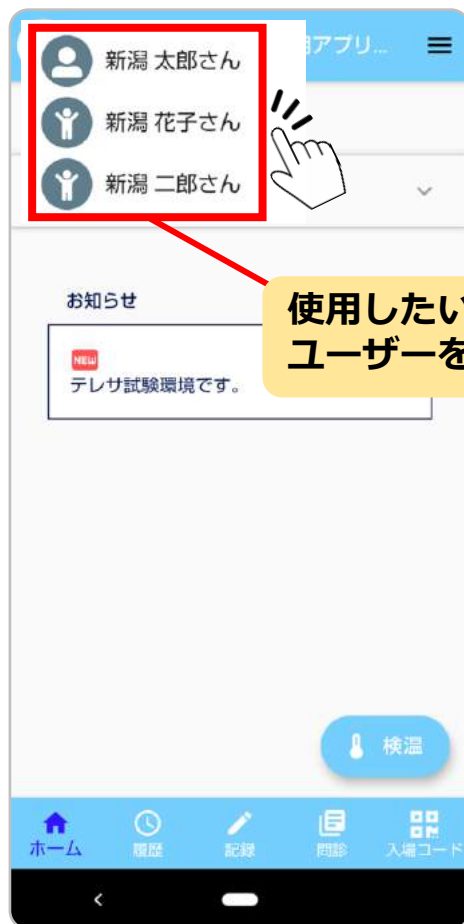 新潟 太郎さん
用アプリ...
新潟 花子さん
新潟 二郎さん
お知らせ
使用したい
ユーザーを
NEW
テレサ試験環境です。
検温
ホーム
履歴
記録
問診
入場コード